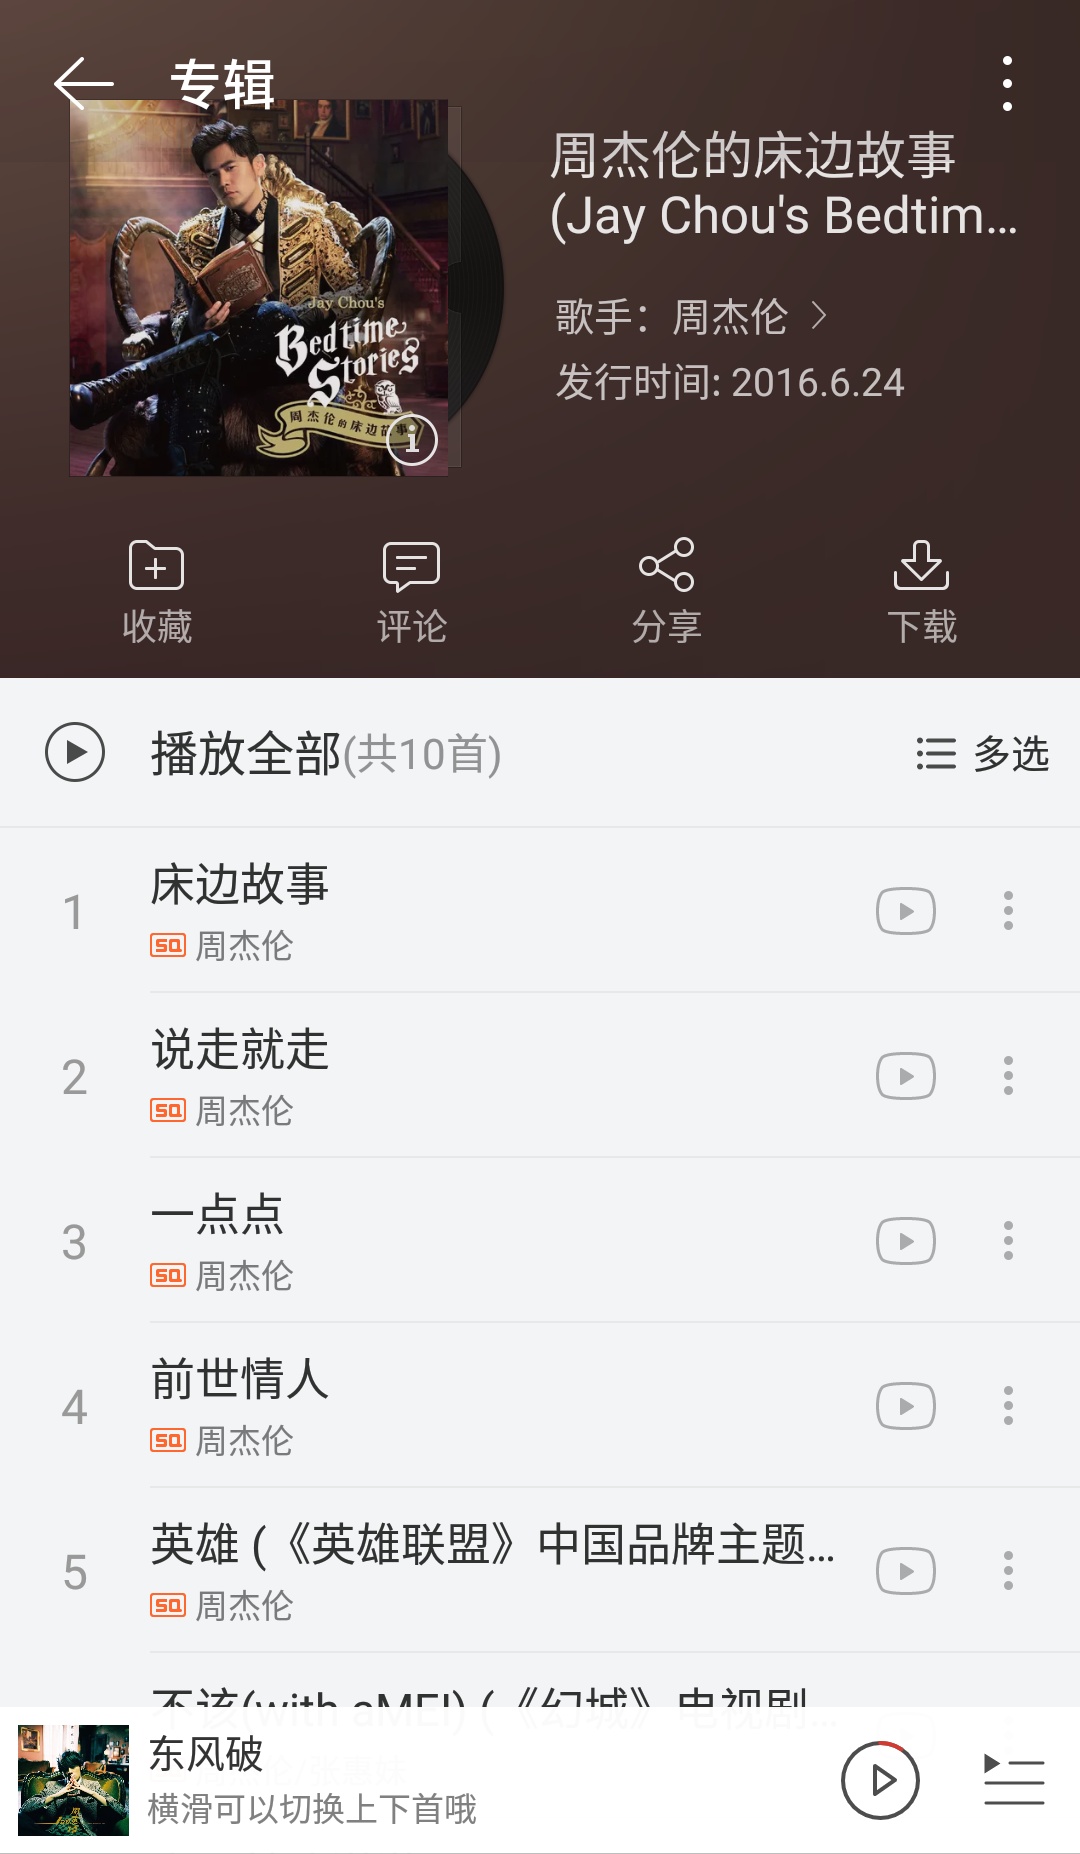 专辑
周杰伦的床边故事
(Jay Chou's Bedtim...
歌手：周杰伦
发行时间: 2016.6.24
Jay Chou's
Bedtime
Stories
周杰伦的床边故事
收藏
评论
分享
下载
播放全部(共10首)
多选
1
床边故事
SQ 周杰伦
2
说走就走
SQ 周杰伦
3
一点点
SQ 周杰伦
4
前世情人
SQ 周杰伦
5
英雄 (《英雄联盟》中国品牌主题...
SQ 周杰伦
不该(with aMEI) (《幻城》电视剧...
东风破
横滑可以切换上下首哦